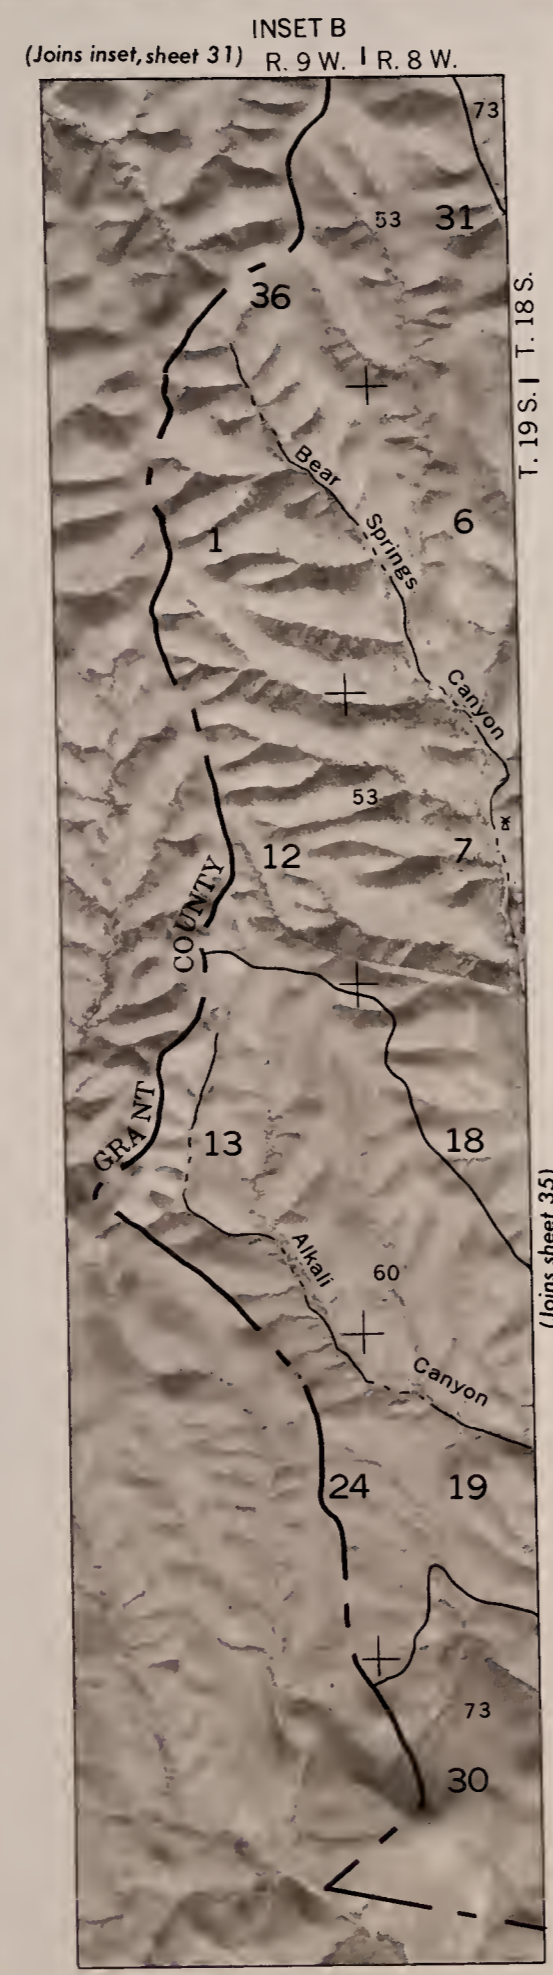 INSET B
(Joins inset, sheet 31) R. 9 W. | R. 8 W.
73
53
31
36
T. 19 S. | T. 18 S.
Bear
Springs
Canyon
6
1
53
12
7
GRANT COUNTY
13
18
(Joins sheet 35)
Alkali
Canyon
60
24
19
73
30